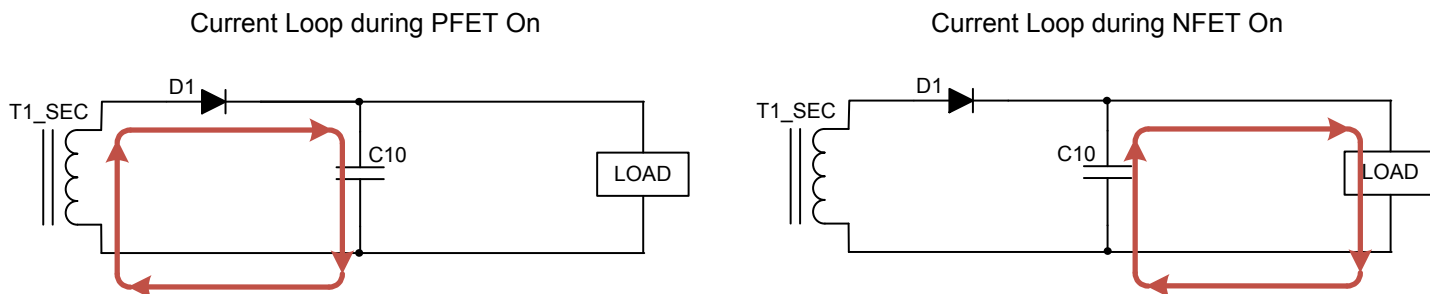 Current Loop during PFET On
Current Loop during NFET On
D1
T1_SEC
C10
LOAD
D1
T1_SEC
C10
LOAD